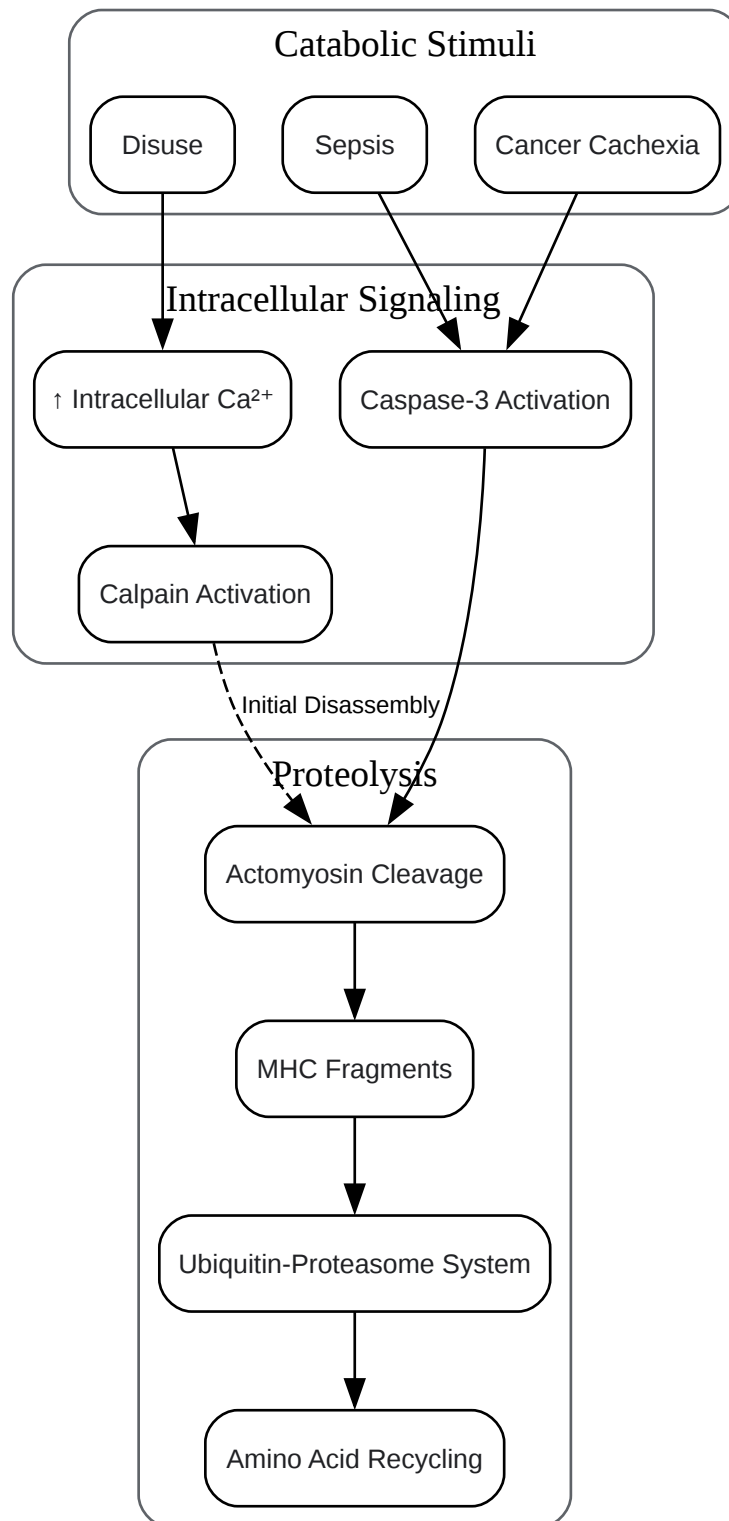 Catabolic Stimuli
Disuse
Sepsis
Cancer Cachexia
Intracellular Signaling
↑ Intracellular Ca²⁺
Caspase-3 Activation
Calpain Activation
Initial Disassembly
Proteolysis
Actomyosin Cleavage
MHC Fragments
Ubiquitin-Proteasome System
Amino Acid Recycling